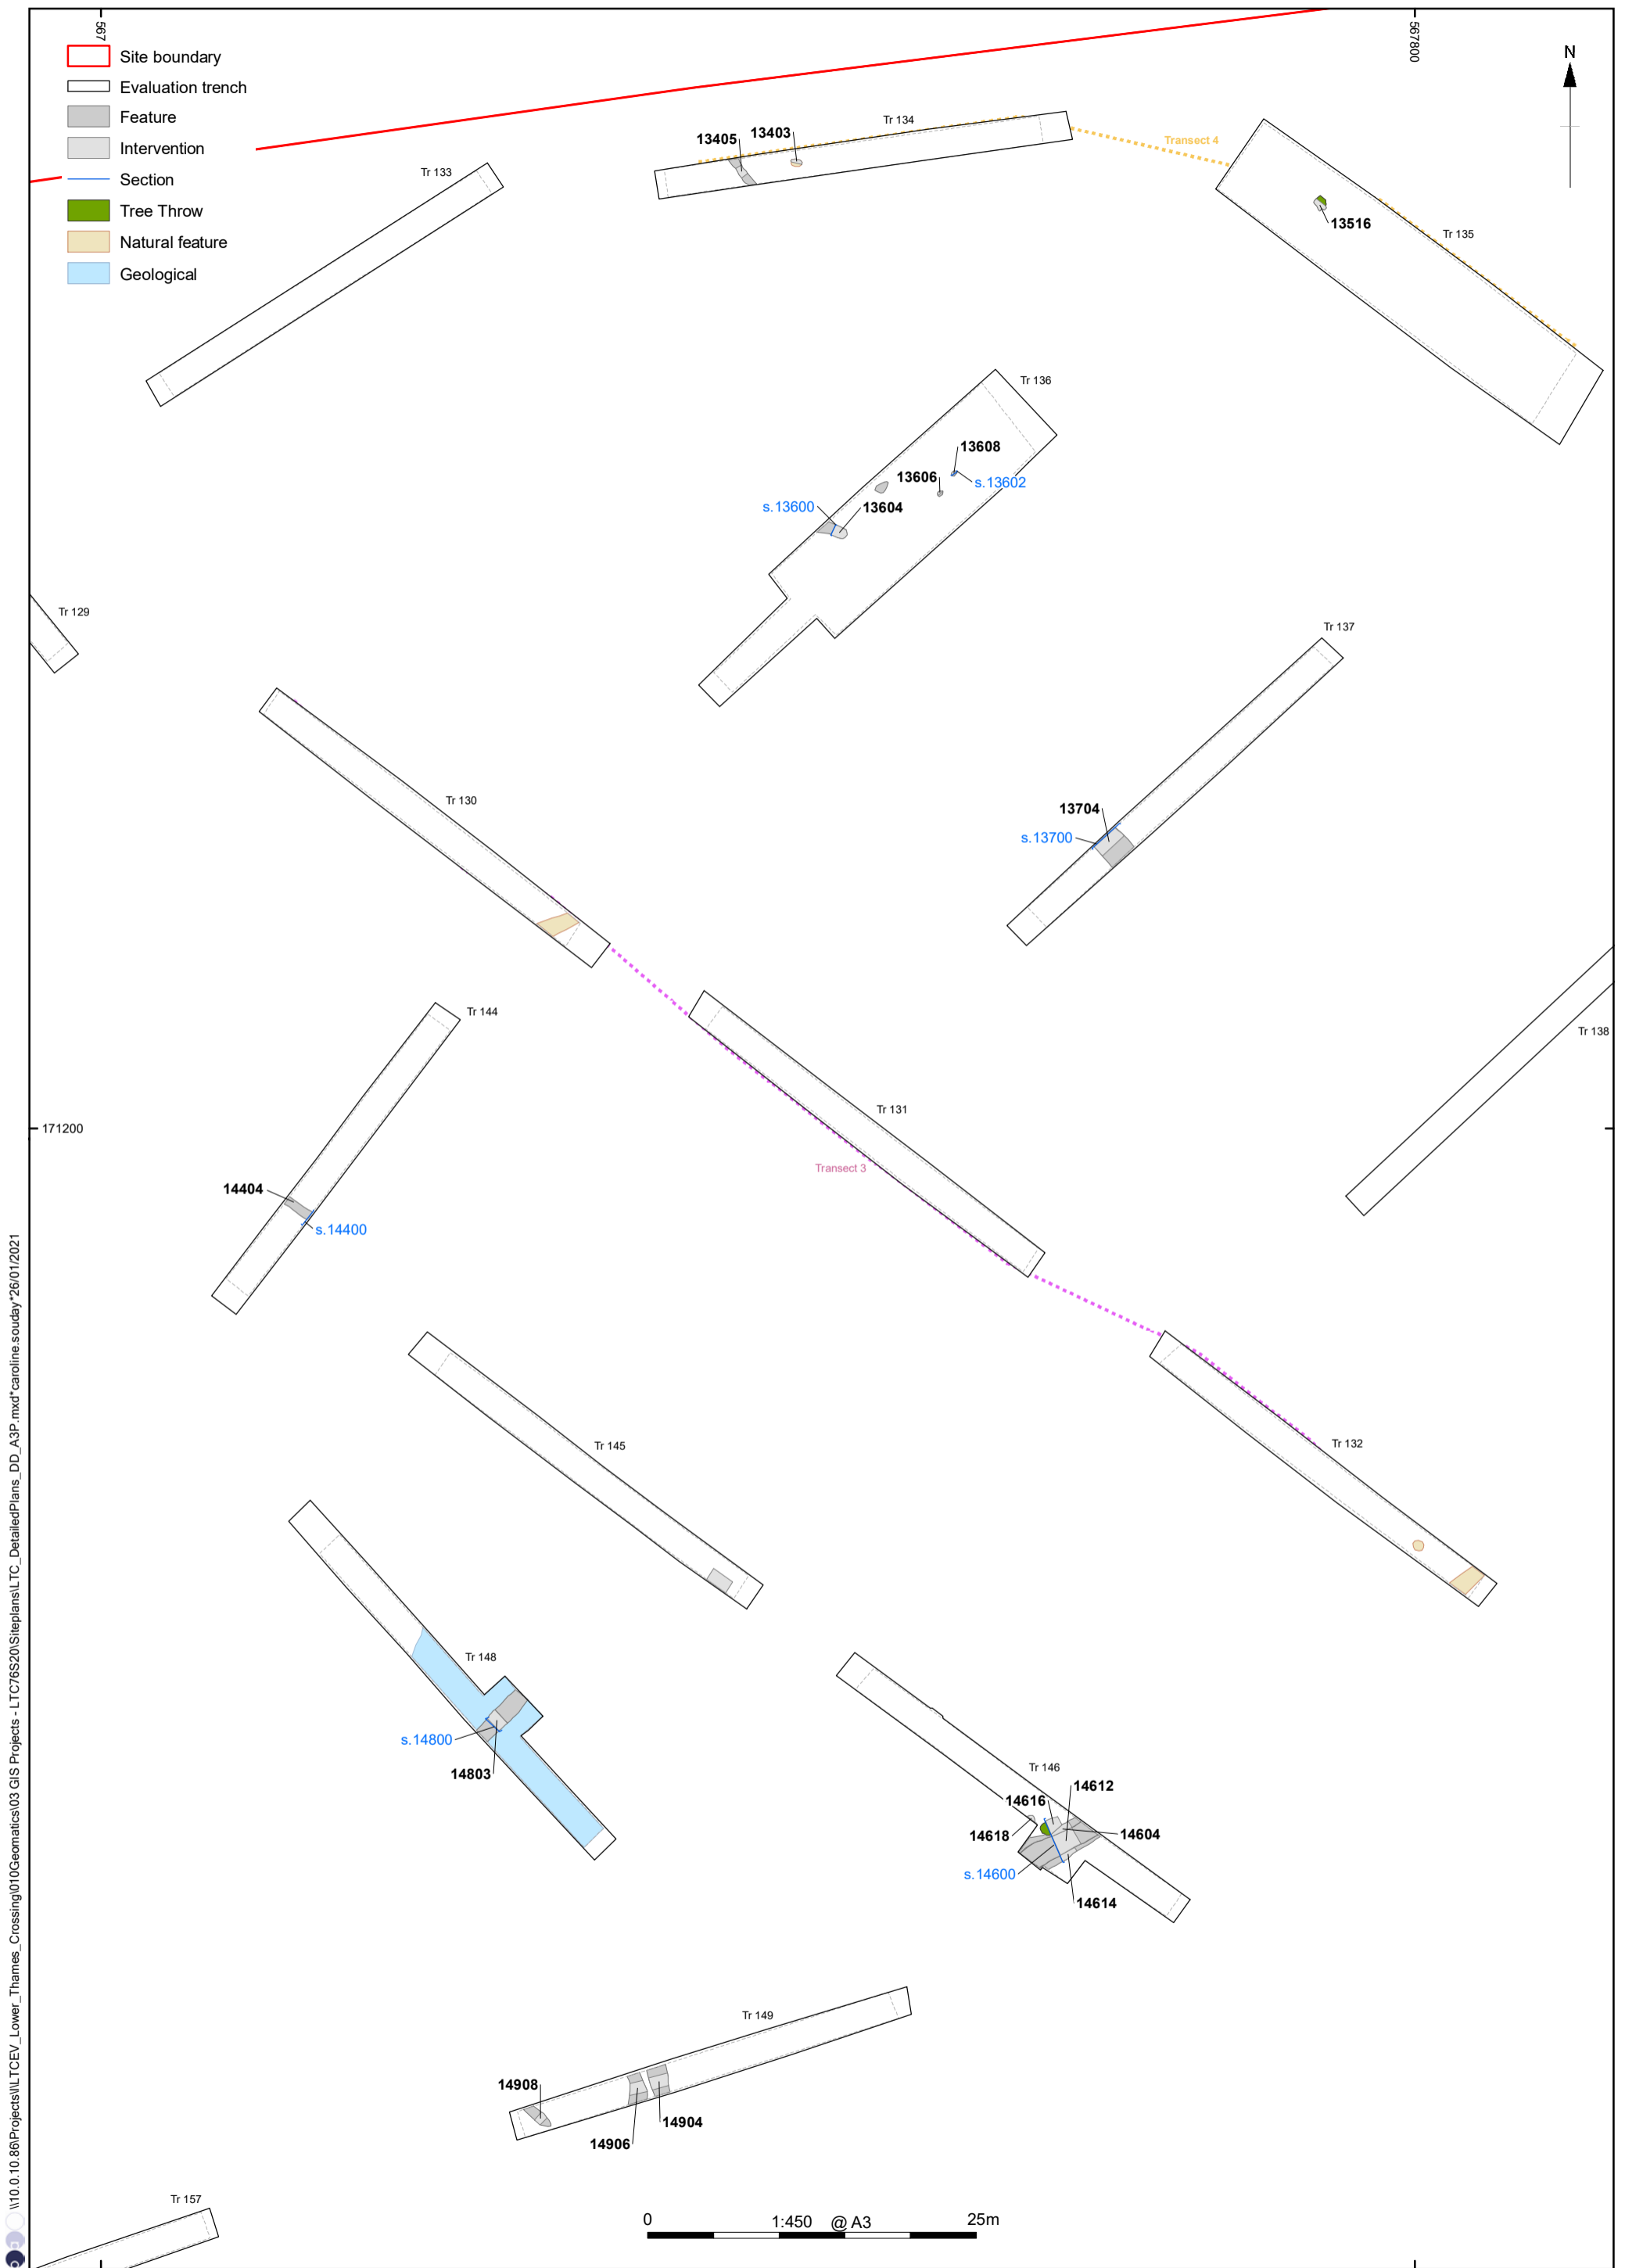 567
567800
Site boundary
Evaluation trench
Feature
Intervention
Section
Tree Throw
Natural feature
Geological
N
Tr 133
13405
13403
Tr 134
Transect 4
13516
Tr 135
Tr 136
13608
13606
s.13602
s.13600
13604
Tr 129
Tr 137
Tr 130
13704
s.13700
Tr 144
Tr 138
Tr 131
171200
Transect 3
14404
s.14400
Tr 145
Tr 132
Tr 148
s.14800
14803
Tr 146
14612
14616
14618
14604
s.14600
14614
Tr 149
14908
14904
14906
Tr 157
0 1:450 @ A3 25m
\\10.0.10.86\Projects\l\LTCEV_Lower_Thames_Crossing\010Geomatics\03 GIS Projects - LTC76S20\Siteplans\LTC_DetailedPlans_DD_A3P.mxd*caroline.souday*26/01/2021